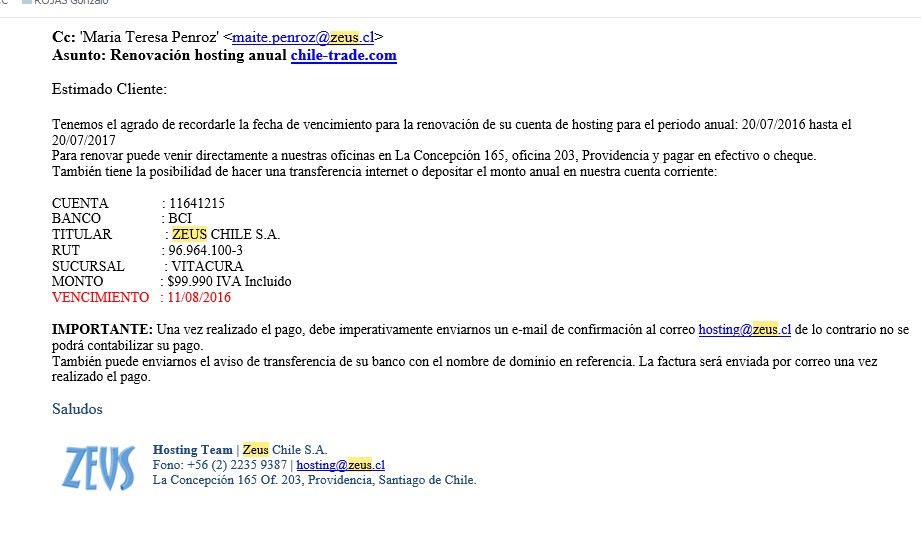 ROJAS Gonzalo
Cc: 'Maria Teresa Penroz' <maite.penroz@zeus.cl>
Asunto: Renovación hosting anual chile-trade.com
Estimado Cliente:
Tenemos el agrado de recordarle la fecha de vencimiento para la renovación de su cuenta de hosting para el periodo anual: 20/07/2016 hasta el
20/07/2017
Para renovar puede venir directamente a nuestras oficinas en La Concepción 165, oficina 203, Providencia y pagar en efectivo o cheque.
También tiene la posibilidad de hacer una transferencia internet o depositar el monto anual en nuestra cuenta corriente:
CUENTA : 11641215
BANCO : BCI
TITULAR : ZEUS CHILE S.A.
RUT : 96.964.100-3
SUCURSAL : VITACURA
MONTO : $99.990 IVA Incluido
VENCIMIENTO : 11/08/2016
IMPORTANTE: Una vez realizado el pago, debe imperativamente enviarnos un e-mail de confirmación al correo hosting@zeus.cl de lo contrario no se
podrá contabilizar su pago.
También puede enviarnos el aviso de transferencia de su banco con el nombre de dominio en referencia. La factura será enviada por correo una vez
realizado el pago.
Saludos
ZEUS
Hosting Team | Zeus Chile S.A.
Fono: +56 (2) 2235 9387 | hosting@zeus.cl
La Concepción 165 Of. 203, Providencia, Santiago de Chile.